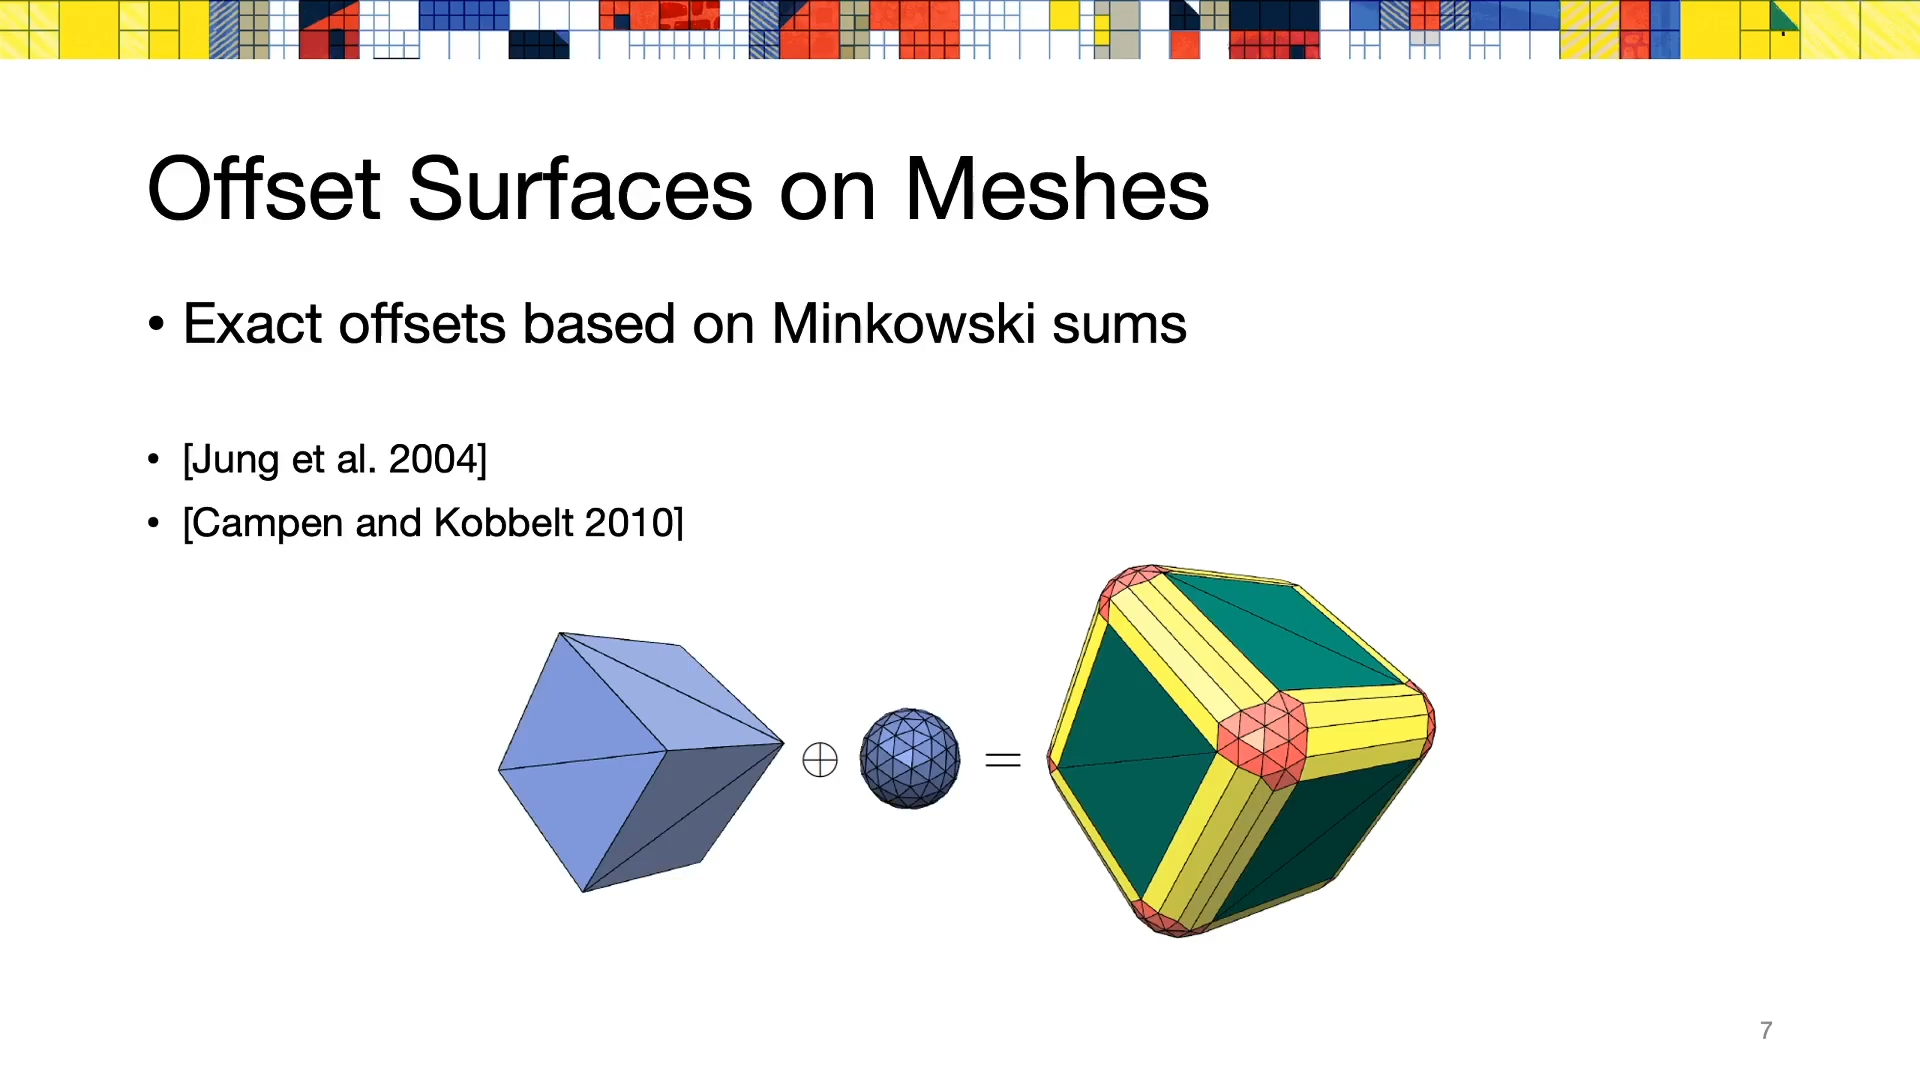 Offset Surfaces on Meshes
• Exact offsets based on Minkowski sums
• [Jung et al. 2004]
• [Campen and Kobbelt 2010]
⊕ =
7